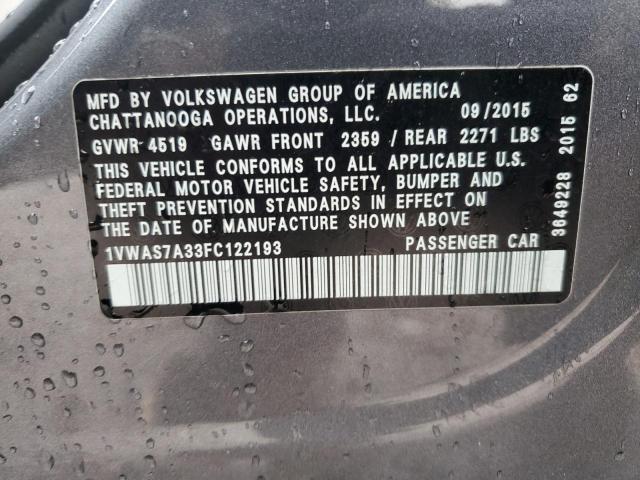 MFD BY VOLKSWAGEN GROUP OF AMERICA
CHATTANOOGA OPERATIONS, LLC. 09/2015
GVWR 4519 GAWR FRONT 2359 / REAR 2271 LBS
THIS VEHICLE CONFORMS TO ALL APPLICABLE U.S.
FEDERAL MOTOR VEHICLE SAFETY, BUMPER AND
THEFT PREVENTION STANDARDS IN EFFECT ON
THE DATE OF MANUFACTURE SHOWN ABOVE
1VWAS7A33FC122193 PASSENGER CAR
3649228 2015 62